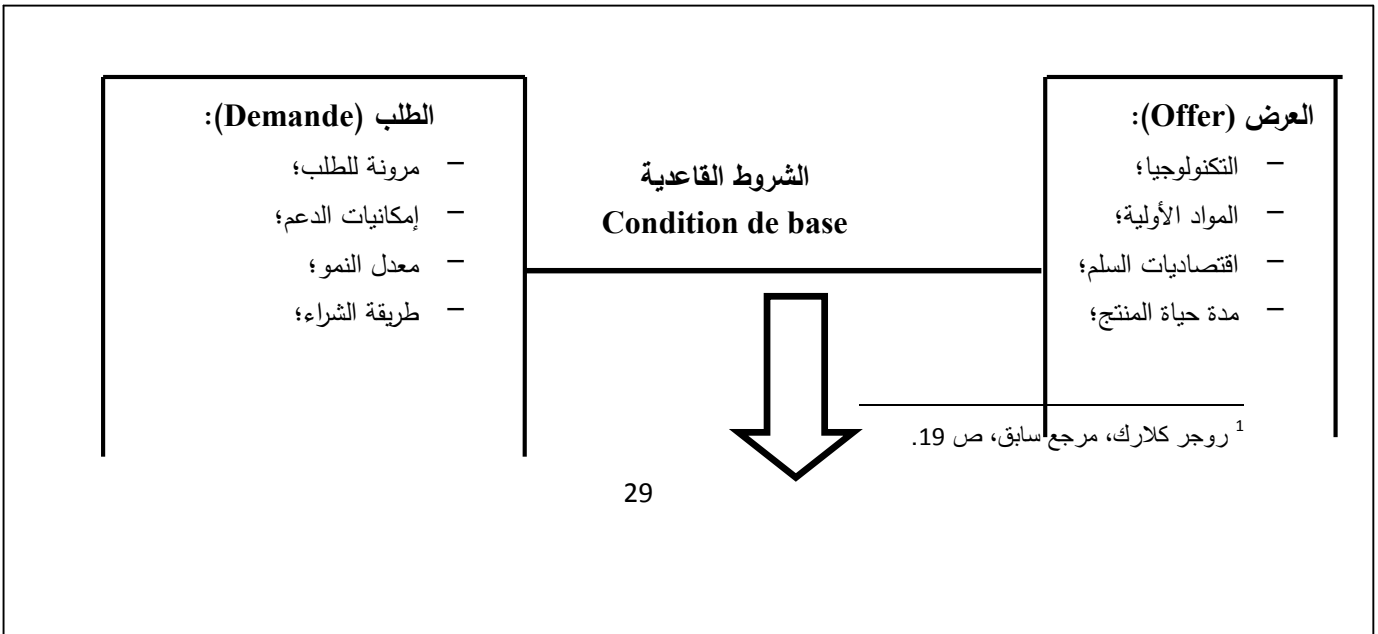 العرض (Offer):
– التكنولوجيا؛
– المواد الأولية؛
– اقتصاديات السلم؛
– مدة حياة المنتج؛
الشروط القاعدية
Condition de base
الطلب (Demande):
– مرونة للطلب؛
– إمكانيات الدعم؛
– معدل النمو؛
– طريقة الشراء؛
1 روجر كلارك، مرجع سابق، ص 19.
29